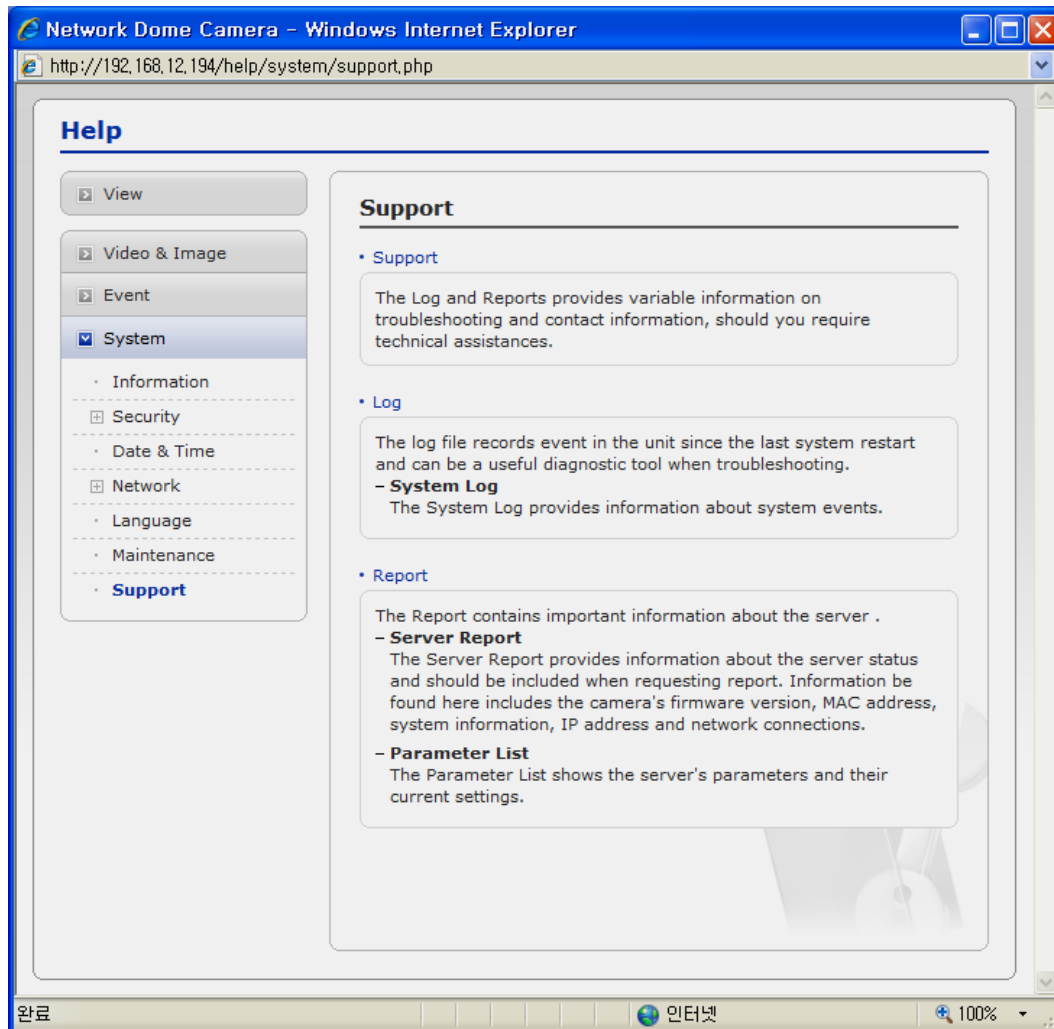 Network Dome Camera - Windows Internet Explorer
http://192,168,12,194/help/system/support,php
Help
View
Video & Image
Event
System
Information
Security
Date & Time
Network
Language
Maintenance
Support
Support
Support
The Log and Reports provides variable information on
troubleshooting and contact information, should you require
technical assistances.
Log
The log file records event in the unit since the last system restart
and can be a useful diagnostic tool when troubleshooting.
– System Log
The System Log provides information about system events.
Report
The Report contains important information about the server .
– Server Report
The Server Report provides information about the server status
and should be included when requesting report. Information be
found here includes the camera's firmware version, MAC address,
system information, IP address and network connections.
– Parameter List
The Parameter List shows the server's parameters and their
current settings.
완료
인터넷
100%